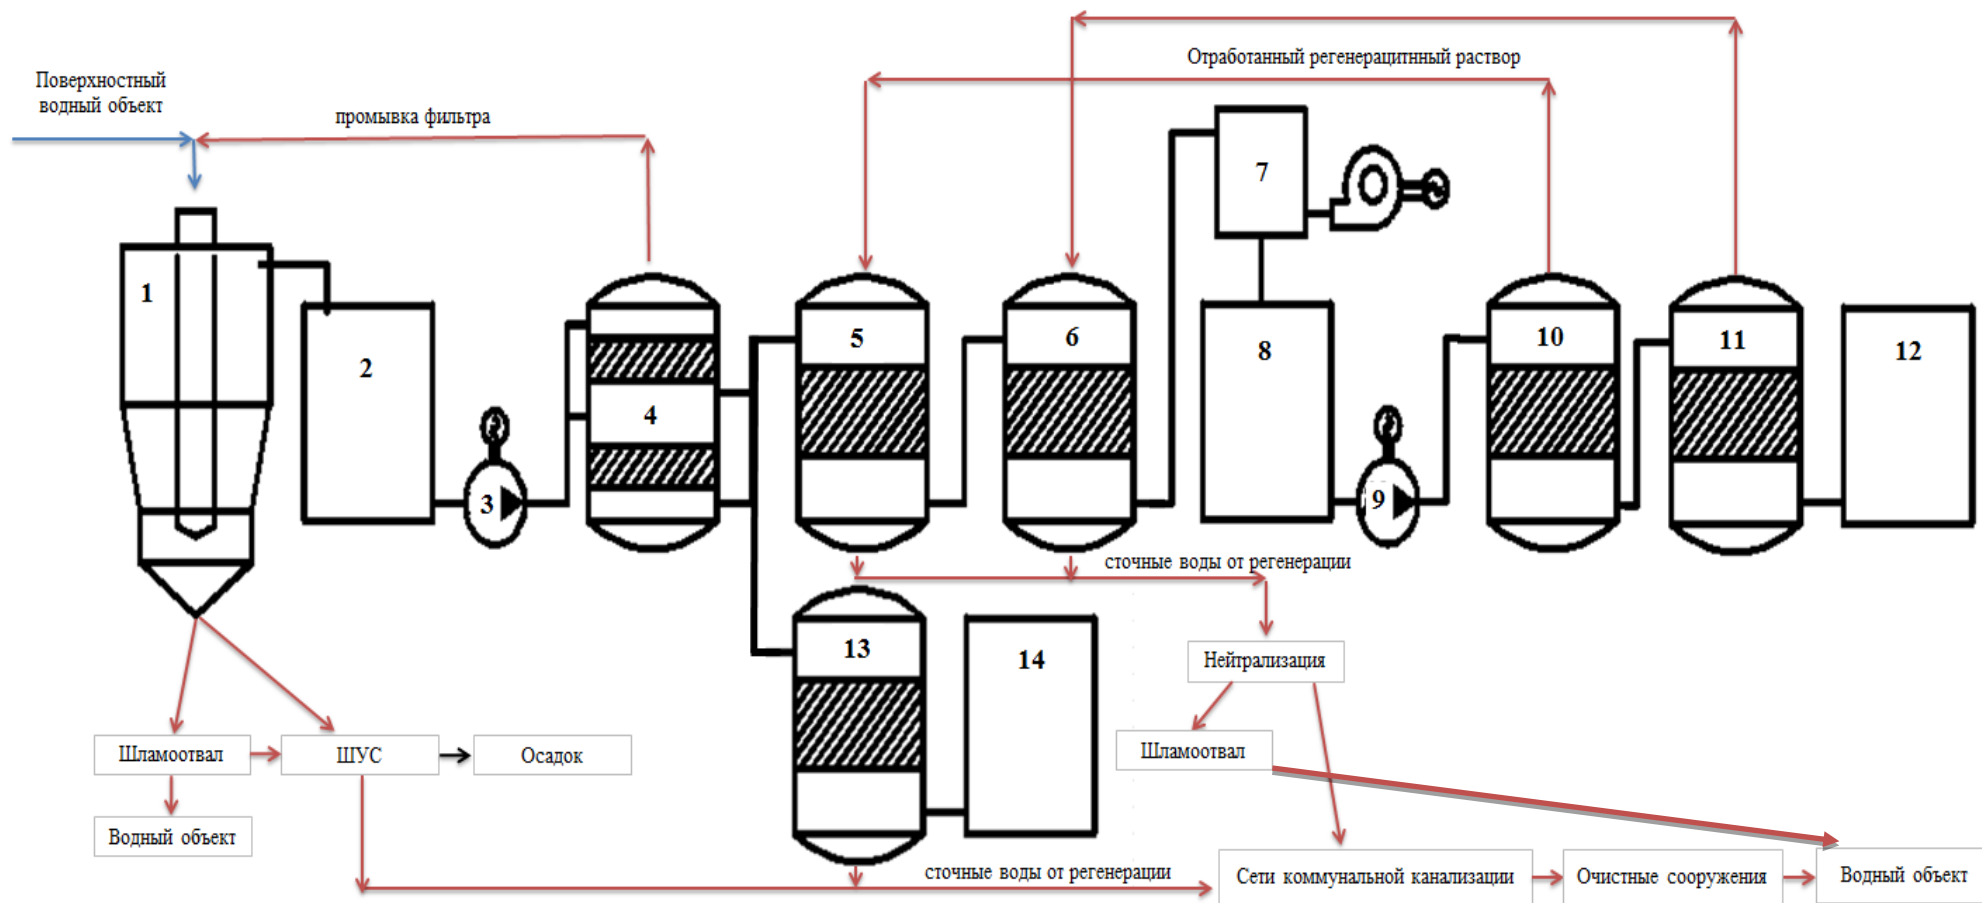 Отработанный регенерацитнный раствор
Поверхностный
водный объект
промывка фильтра
7
1
5
6
10
11
12
2
8
4
3
9
сточные воды от регенерации
13
14
Нейтрализация
Шламоотвал
ШУС
Осадок
Шламоотвал
Водный объект
сточные воды от регенерации
Сети коммунальной канализации
Очистные сооружения
Водный объект